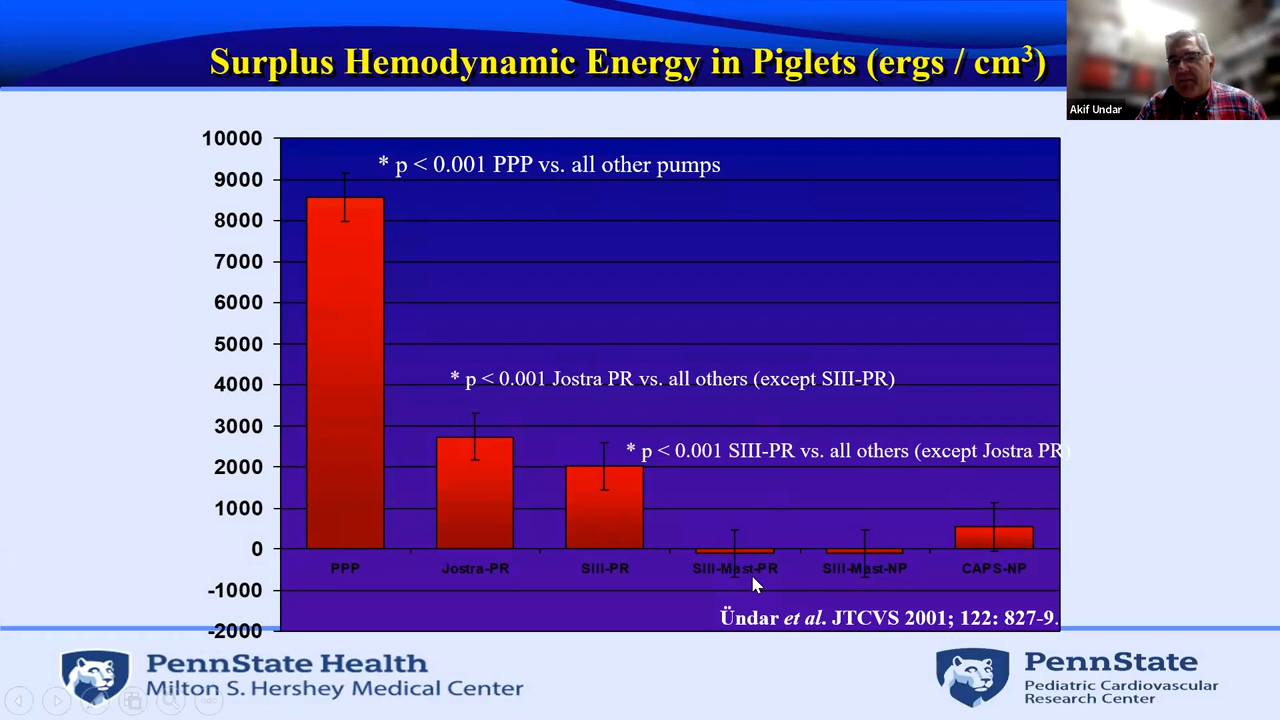 Surplus Hemodynamic Energy in Piglets (ergs / cm³)
Akif Undar
10000
9000
8000
7000
6000
5000
4000
3000
2000
1000
0
-1000
-2000
* p < 0.001 PPP vs. all other pumps
* p < 0.001 Jostra PR vs. all others (except SIII-PR)
* p < 0.001 SIII-PR vs. all others (except Jostra PR)
PPP
Jostra-PR
SIII-PR
SIII-Mast-PR
SIII-Mast-NP
CAPS-NP
Ündar et al. JTCVS 2001; 122: 827-9.
PennState Health
Milton S. Hershey Medical Center
PennState
Pediatric Cardiovascular
Research Center